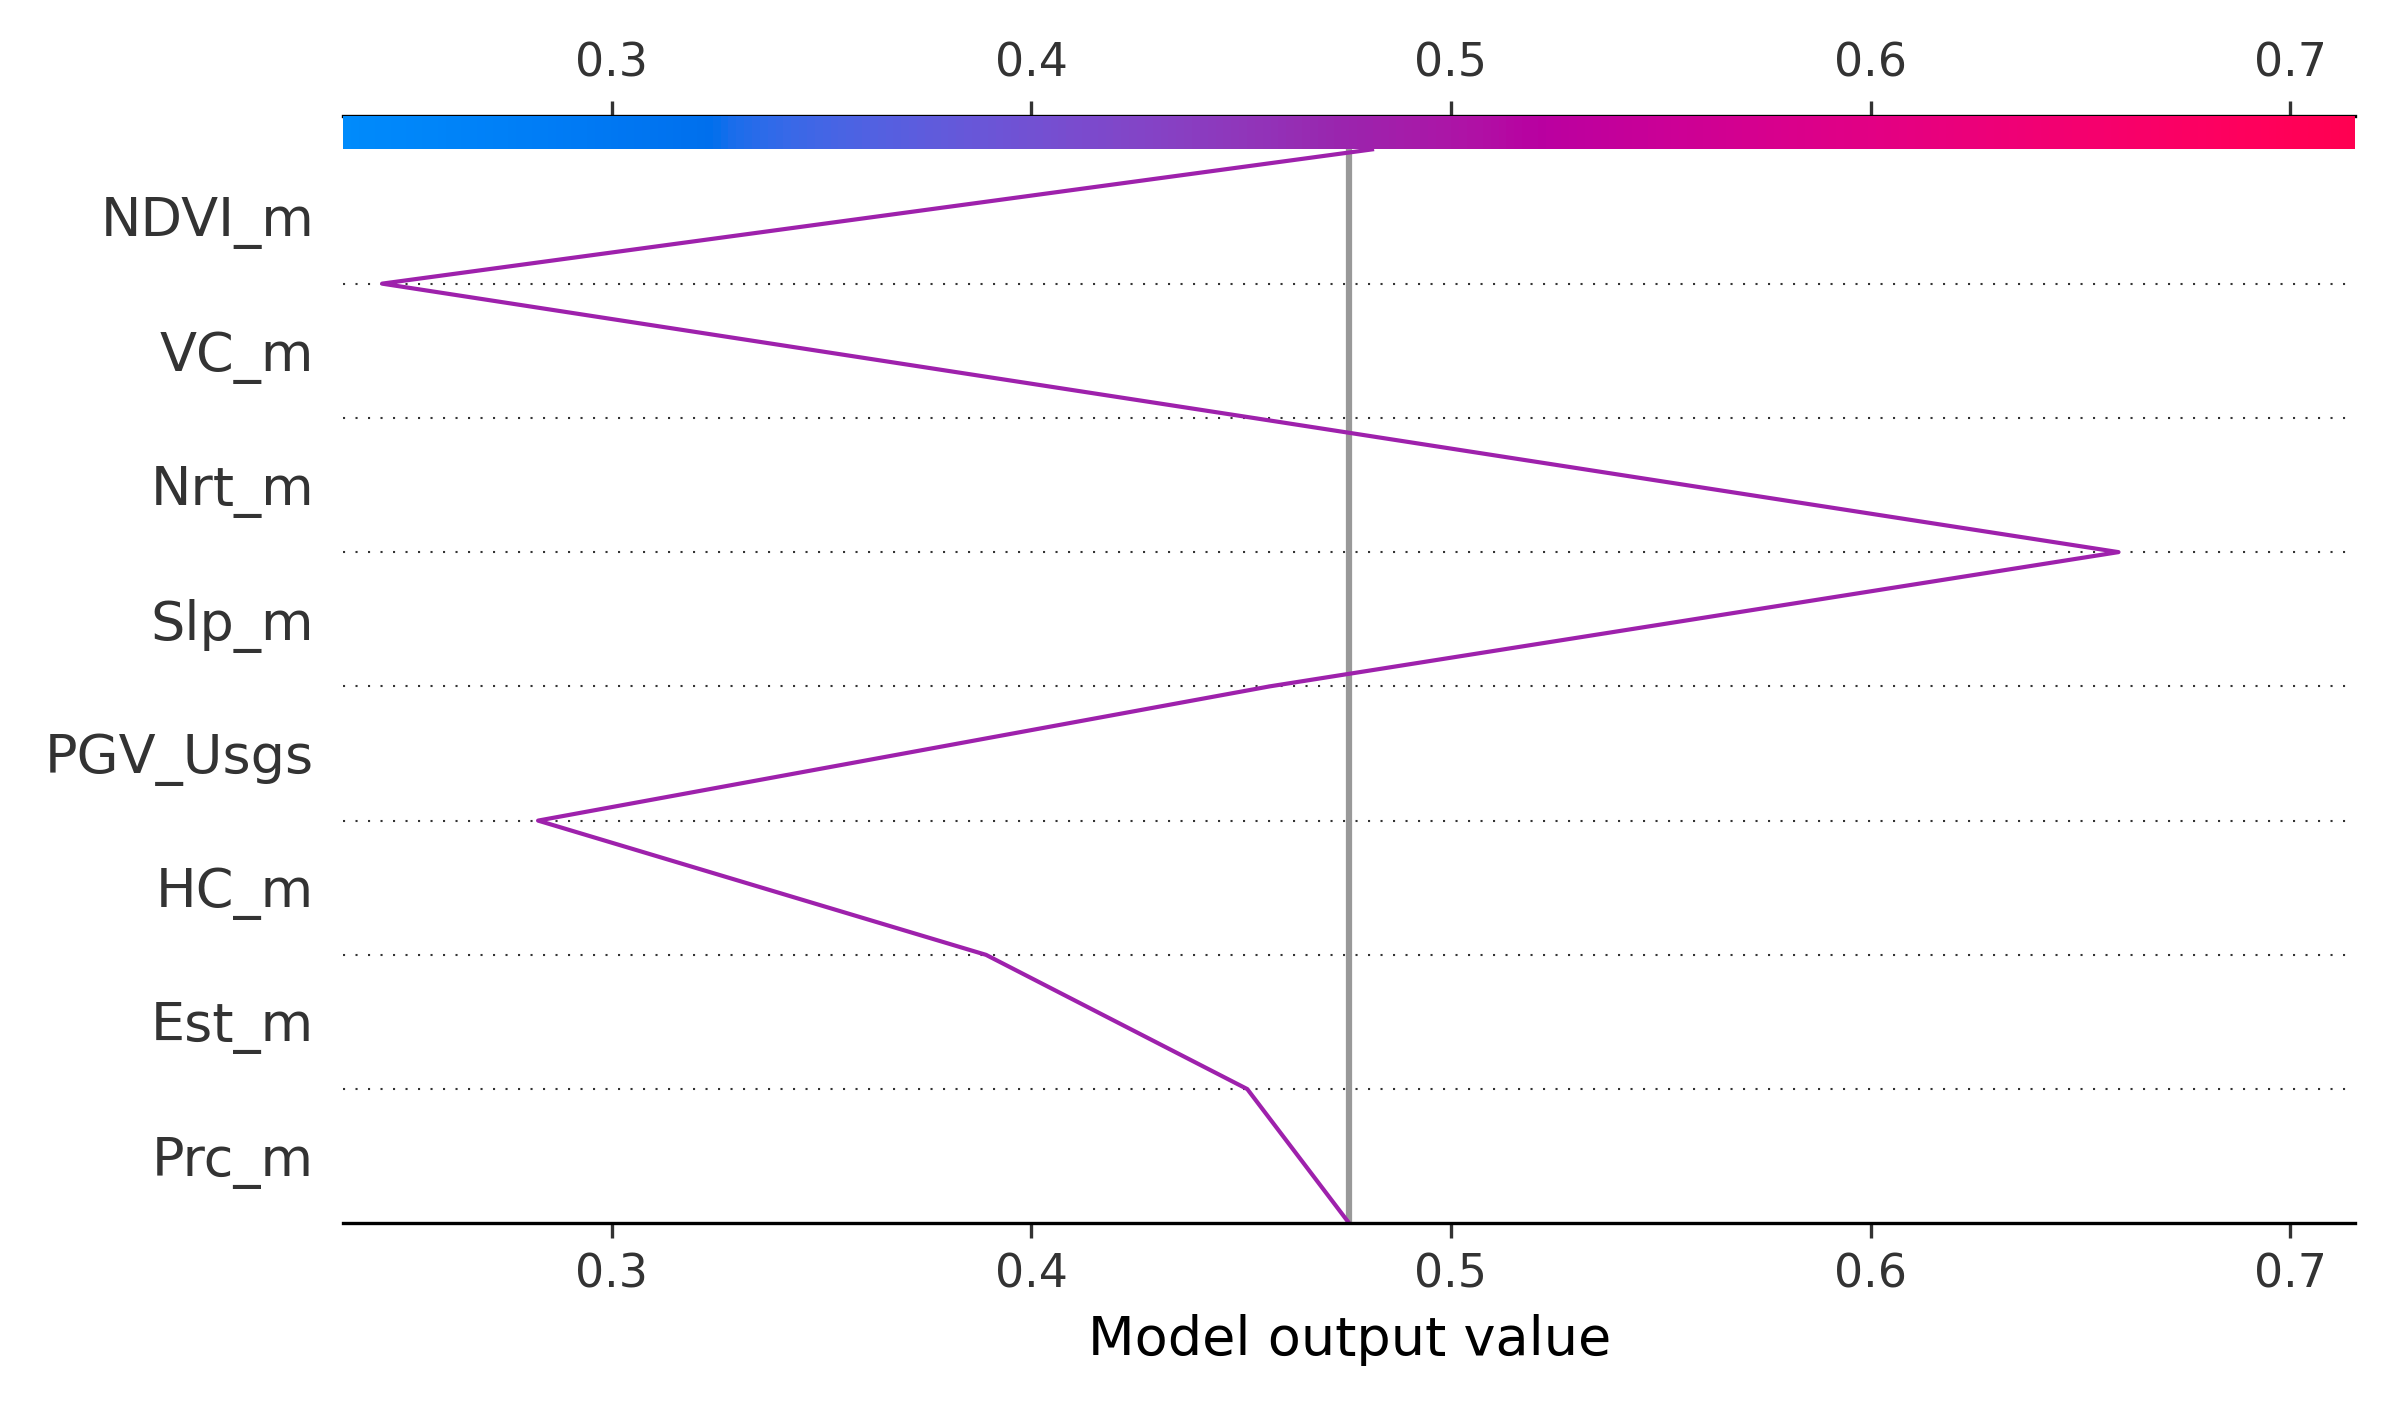 0.3 0.4 0.5 0.6 0.7
NDVI_m
VC_m
Nrt_m
Slp_m
PGV_Usgs
HC_m
Est_m
Prc_m
0.3 0.4 0.5 0.6 0.7
Model output value